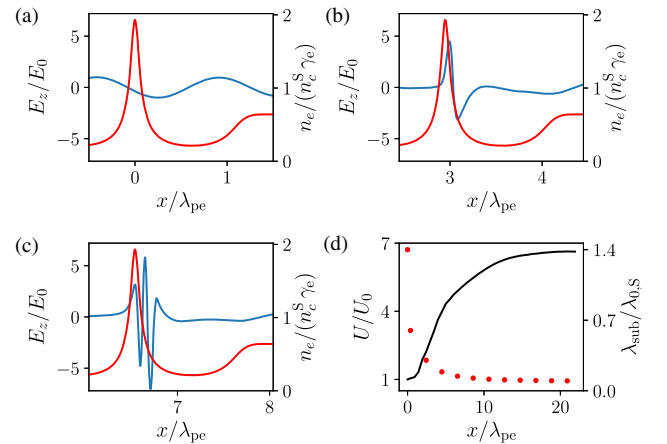 (a)
5
0
−5
E_z/E_0
2
1
0
n_e/(n_c^S γ_e)
0
1
x/λ_pe
(b)
5
0
−5
E_z/E_0
2
1
0
n_e/(n_c^S γ_e)
3
4
x/λ_pe
(c)
5
0
−5
E_z/E_0
2
1
0
n_e/(n_c^S γ_e)
7
8
x/λ_pe
(d)
7
4
1
U/U_0
1.4
0.7
0.0
λ_sub/λ_0,S
0
10
20
x/λ_pe